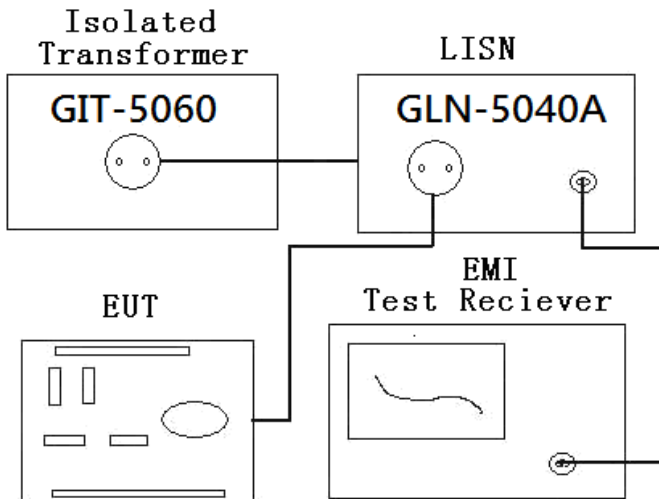 Isolated
Transformer
GIT-5060
LISN
GLN-5040A
EUT
EMI
Test Reciever